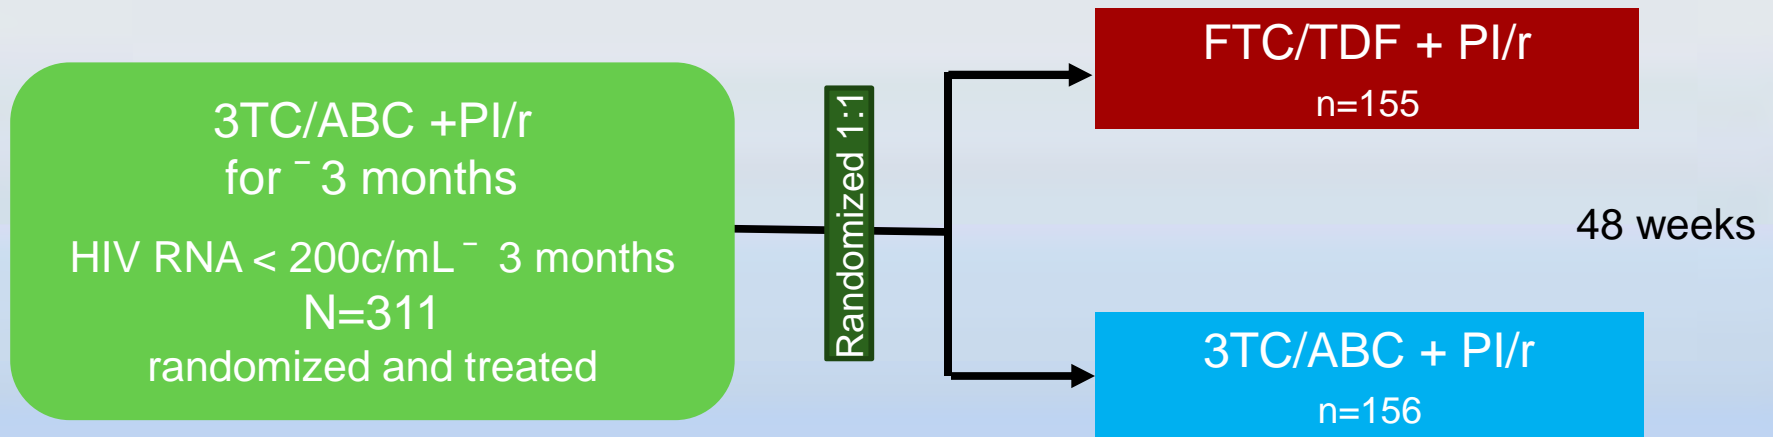 3TC/ABC +PI/r
for ¯ 3 months
HIV RNA < 200c/mL ¯ 3 months
N=311
randomized and treated
Randomized 1:1
FTC/TDF + PI/r
n=155
48 weeks
3TC/ABC + PI/r
n=156